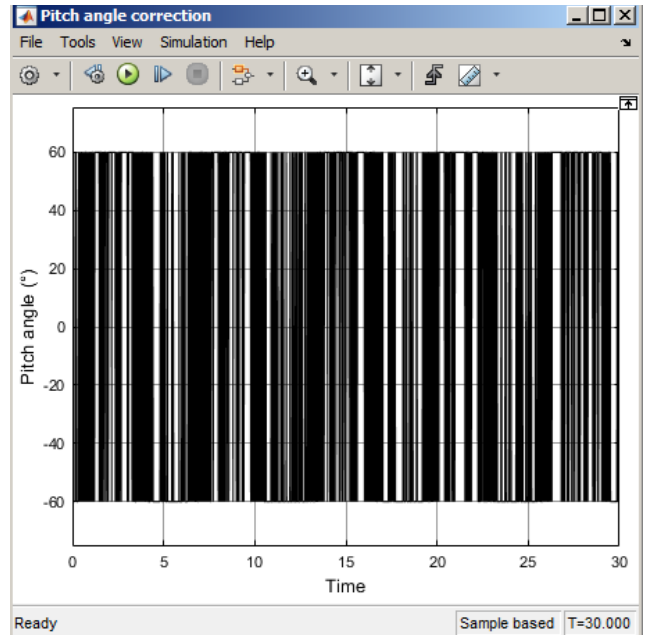 Pitch angle correction
File Tools View Simulation Help
60
40
20
0
-20
-40
-60
Pitch angle (°)
0 5 10 15 20 25 30
Time
Ready Sample based T=30.000